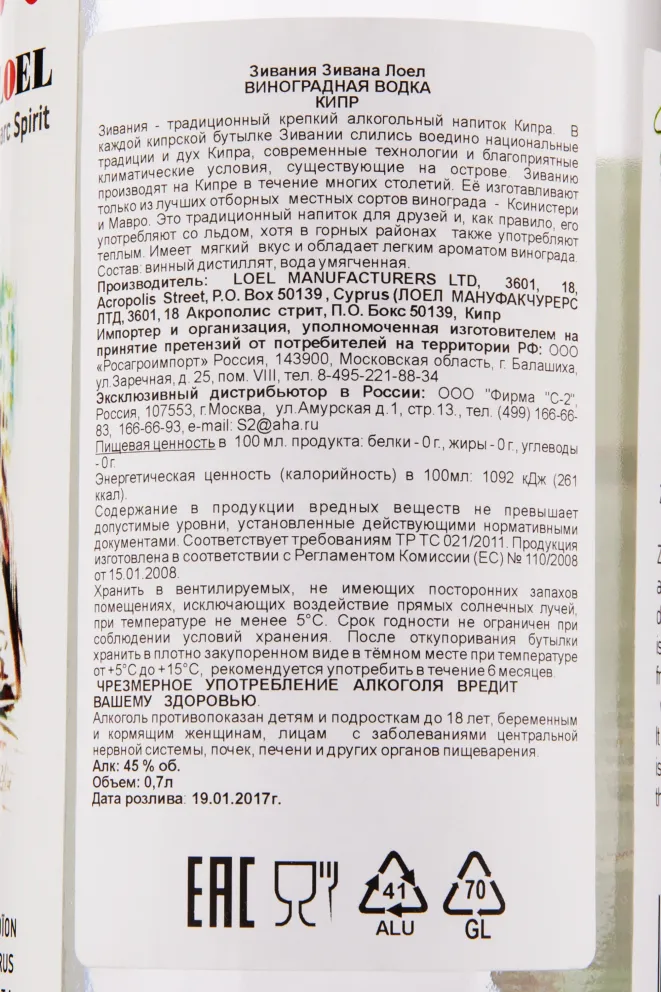 LOEL
Spirit
Зивания Зивана Лоел
ВИНОГРАДНАЯ ВОДКА
КИПР
Зивания - традиционный крепкий алкогольный напиток Кипра. В
каждой кипрской бутылке Зивании слились воедино национальные
традиции и дух Кипра, современные технологии и благоприятные
климатические условия, существующие на острове. Зиванию
производят на Кипре в течение многих столетий. Её изготавливают
только из лучших отборных местных сортов винограда - Ксинистери
и Мавро. Это традиционный напиток для друзей и, как правило, его
употребляют со льдом, хотя в горных районах также употребляют
теплым. Имеет мягкий вкус и обладает легким ароматом винограда.
Состав: винный дистиллят, вода умягченная.
Производитель: LOEL MANUFACTURERS LTD, 3601, 18,
Acropolis Street, P.O. Box 50139 , Cyprus (ЛОЕЛ МАНУФАКЧУРЕРС
ЛТД, 3601, 18 Акрополис стрит, П.О. Бокс 50139, Кипр
Импортер и организация, уполномоченная изготовителем на
принятие претензий от потребителей на территории РФ: ООО
«Росагроимпорт» Россия, 143900, Московская область, г. Балашиха,
ул.Заречная, д. 25, пом. VIII, тел. 8-495-221-88-34
Эксклюзивный дистрибьютор в России: ООО "Фирма "С-2",
Россия, 107553, г.Москва, ул.Амурская д.1, стр.13., тел. (499) 166-66-
83, 166-66-93, e-mail: S2@aha.ru
Пищевая ценность в 100 мл. продукта: белки - 0 г., жиры - 0 г., углеводы
- 0 г.
Энергетическая ценность (калорийность) в 100мл: 1092 кДж (261
ккал).
Содержание в продукции вредных веществ не превышает
допустимые уровни, установленные действующими нормативными
документами. Соответствует требованиям ТР ТС 021/2011. Продукция
изготовлена в соответствии с Регламентом Комиссии (ЕС) № 110/2008
от 15.01.2008.
Хранить в вентилируемых, не имеющих посторонних запахов
помещениях, исключающих воздействие прямых солнечных лучей,
при температуре не менее 5°С. Срок годности не ограничен при
соблюдении условий хранения. После откупоривания бутылки
хранить в плотно закупоренном виде в тёмном месте при температуре
от +5°С до +15°С, рекомендуется употребить в течение 6 месяцев.
ЧРЕЗМЕРНОЕ УПОТРЕБЛЕНИЕ АЛКОГОЛЯ ВРЕДИТ
ВАШЕМУ ЗДОРОВЬЮ.
Алкоголь противопоказан детям и подросткам до 18 лет, беременным
и кормящим женщинам, лицам с заболеваниями центральной
нервной системы, почек, печени и других органов пищеварения.
Алк: 45 % об.
Объем: 0,7л
Дата розлива: 19.01.2017г.
EAC
41
ALU
70
GL